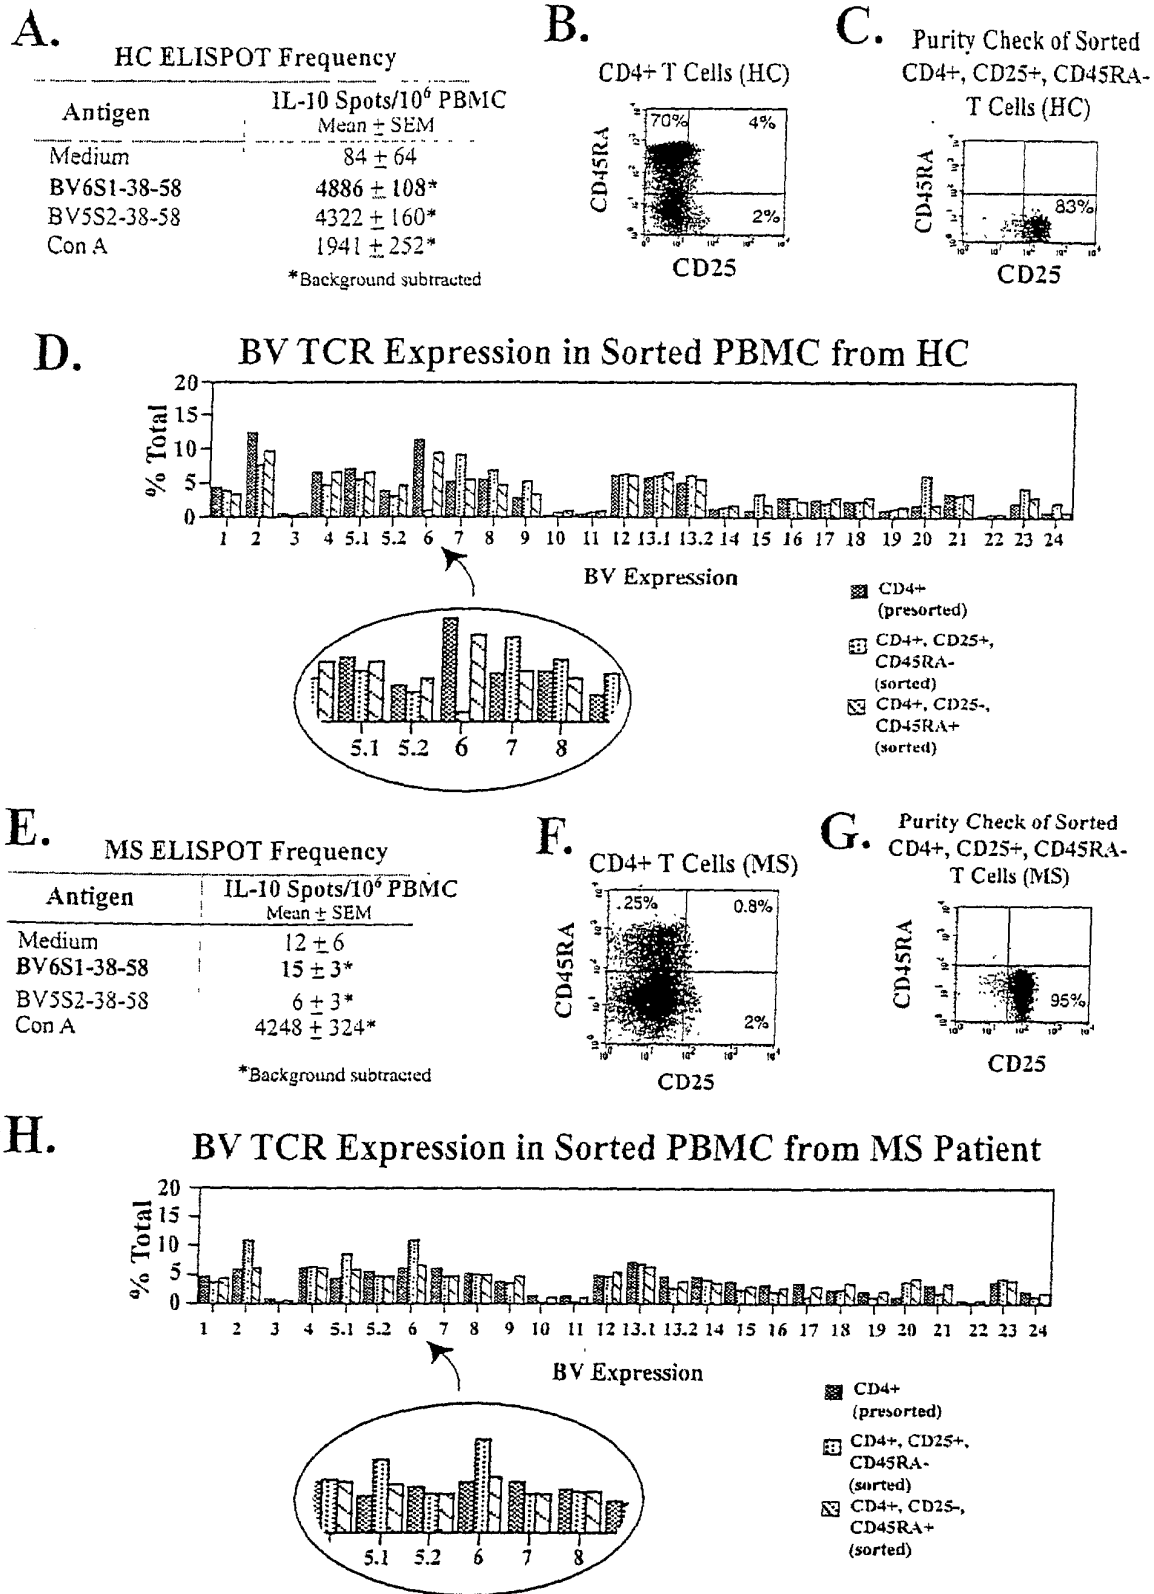 A.
HC ELISPOT Frequency
Antigen
IL-10 Spots/10⁶ PBMC
Mean ± SEM
Medium 84 ± 64
BV6S1-38-58 4886 ± 108*
BV5S2-38-58 4322 ± 160*
Con A 1941 ± 252*
*Background subtracted
B.
CD4+ T Cells (HC)
70% 4%
2%
CD45RA
CD25
C.
Purity Check of Sorted
CD4+, CD25+, CD45RA-
T Cells (HC)
83%
CD45RA
CD25
D.
BV TCR Expression in Sorted PBMC from HC
% Total
20
15
10
5
0
1 2 3 4 5.1 5.2 6 7 8 9 10 11 12 13.1 13.2 14 15 16 17 18 19 20 21 22 23 24
BV Expression
CD4+
(presorted)
CD4+, CD25+,
CD45RA-
(sorted)
CD4+, CD25-,
CD45RA+
(sorted)
5.1 5.2 6 7 8
E.
MS ELISPOT Frequency
Antigen
IL-10 Spots/10⁶ PBMC
Mean ± SEM
Medium 12 ± 6
BV6S1-38-58 15 ± 3*
BV5S2-38-58 6 ± 3*
Con A 4248 ± 324*
*Background subtracted
F.
CD4+ T Cells (MS)
25% 0.8%
2%
CD45RA
CD25
G.
Purity Check of Sorted
CD4+, CD25+, CD45RA-
T Cells (MS)
95%
CD45RA
CD25
H.
BV TCR Expression in Sorted PBMC from MS Patient
% Total
20
15
10
5
0
1 2 3 4 5.1 5.2 6 7 8 9 10 11 12 13.1 13.2 14 15 16 17 18 19 20 21 22 23 24
BV Expression
CD4+
(presorted)
CD4+, CD25+,
CD45RA-
(sorted)
CD4+, CD25-,
CD45RA+
(sorted)
5.1 5.2 6 7 8